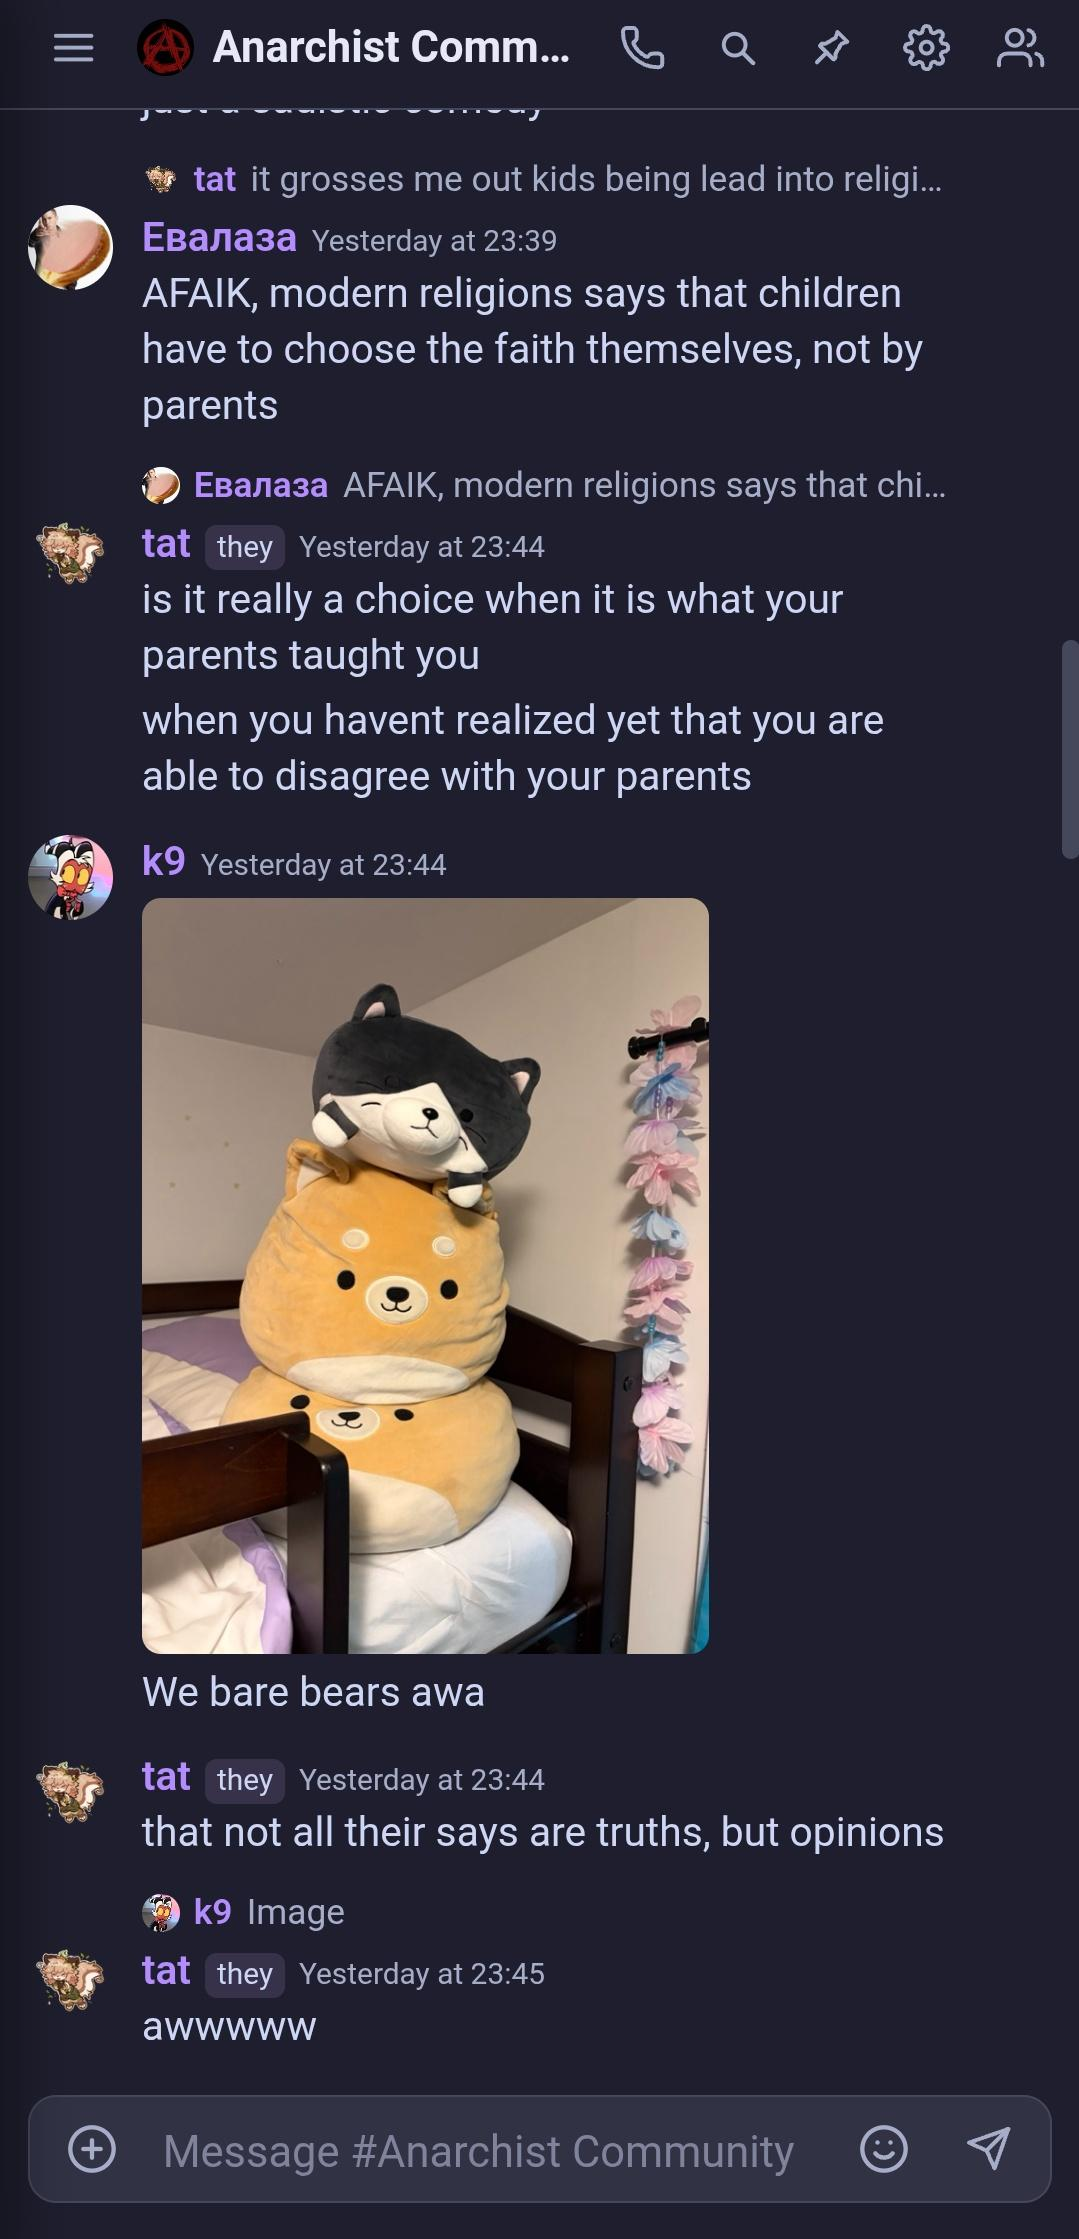 Anarchist Comm...
tat it grosses me out kids being lead into religi...
Евалаза Yesterday at 23:39
AFAIK, modern religions says that children
have to choose the faith themselves, not by
parents
Евалаза AFAIK, modern religions says that chi...
tat they Yesterday at 23:44
is it really a choice when it is what your
parents taught you
when you havent realized yet that you are
able to disagree with your parents
k9 Yesterday at 23:44
We bare bears awa
tat they Yesterday at 23:44
that not all their says are truths, but opinions
k9 Image
tat they Yesterday at 23:45
awwwww
Message #Anarchist Community